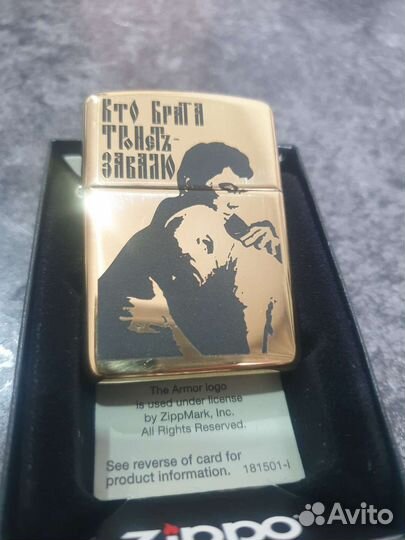 КТО БРАГА
ТРОНЕТЪ-
ЗАВАЛЮ
The Armor logo
is used under license
by ZippMark, Inc.
All Rights Reserved.
See reverse of card for
product information. 181501-I
Zippo
Avito